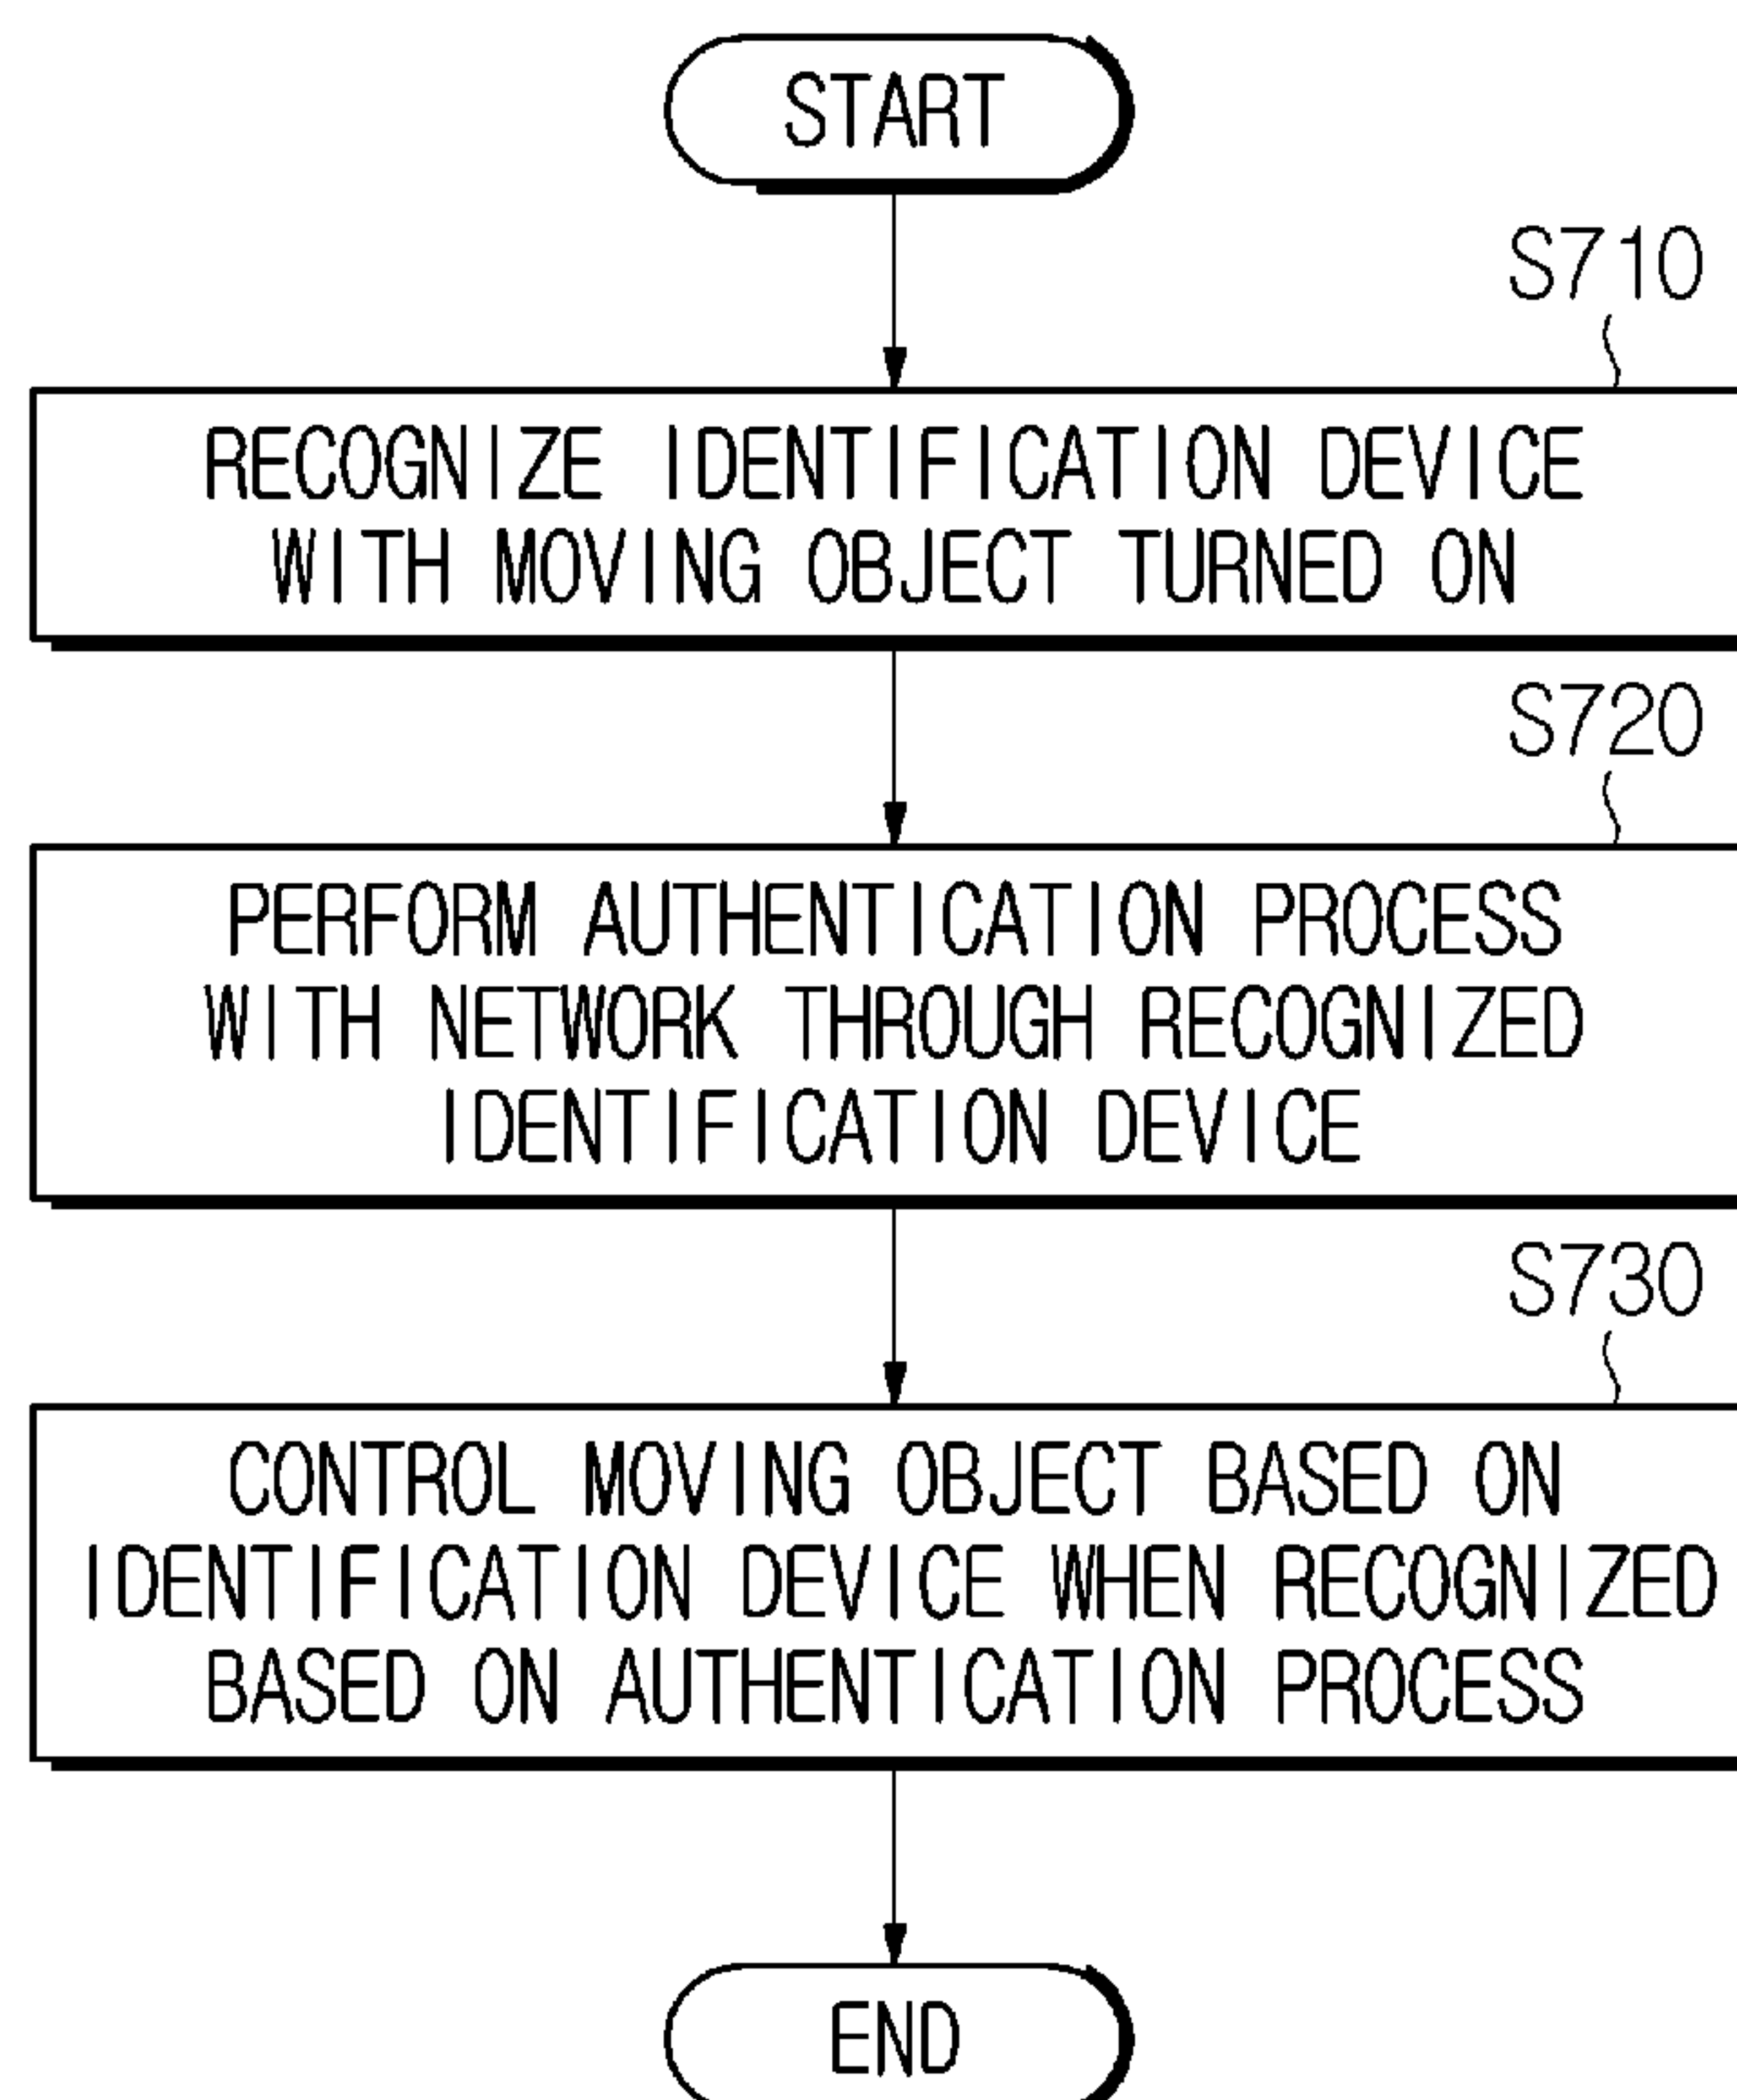 START
S710
RECOGNIZE IDENTIFICATION DEVICE
WITH MOVING OBJECT TURNED ON
S720
PERFORM AUTHENTICATION PROCESS
WITH NETWORK THROUGH RECOGNIZED
IDENTIFICATION DEVICE
S730
CONTROL MOVING OBJECT BASED ON
IDENTIFICATION DEVICE WHEN RECOGNIZED
BASED ON AUTHENTICATION PROCESS
END